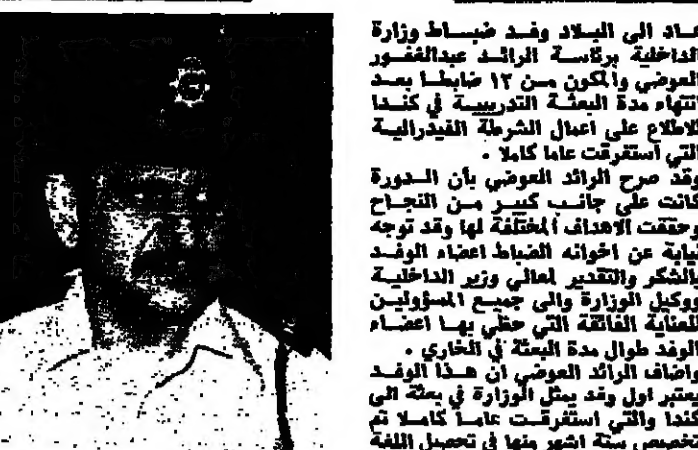 عاد الى البلاد وفد ضباط وزارة
الداخلية برئاسة الرائد عبدالغفور
العوضي والمكون من ١٢ ضابطا بعد
انتهاء مدة البعثة التدريبية في كندا
للاطلاع على اعمال الشرطة الفيدرالية
التي استغرقت عاما كاملا .
وقد صرح الرائد العوضي بأن الدورة
كانت على جانب كبير من النجاح
وحققت الاهداف المختلفة لها وقد توجه
نيابة عن اخوانه الضباط اعضاء الوفد
بالشكر والتقدير لمعالي وزير الداخلية
ووكيل الوزارة والى جميع المسؤولين
للعناية الفائقة التي حظي بها اعضاء
الوفد طوال مدة البعثة في الخاري .
واضاف الرائد العوضي ان هذا الوفد
يعتبر اول وفد يمثل الوزارة في بعثة الى
كندا والتي استغرقت عاما كاملا تم
تخصيص ستة اشهر منها في تحصيل اللغة